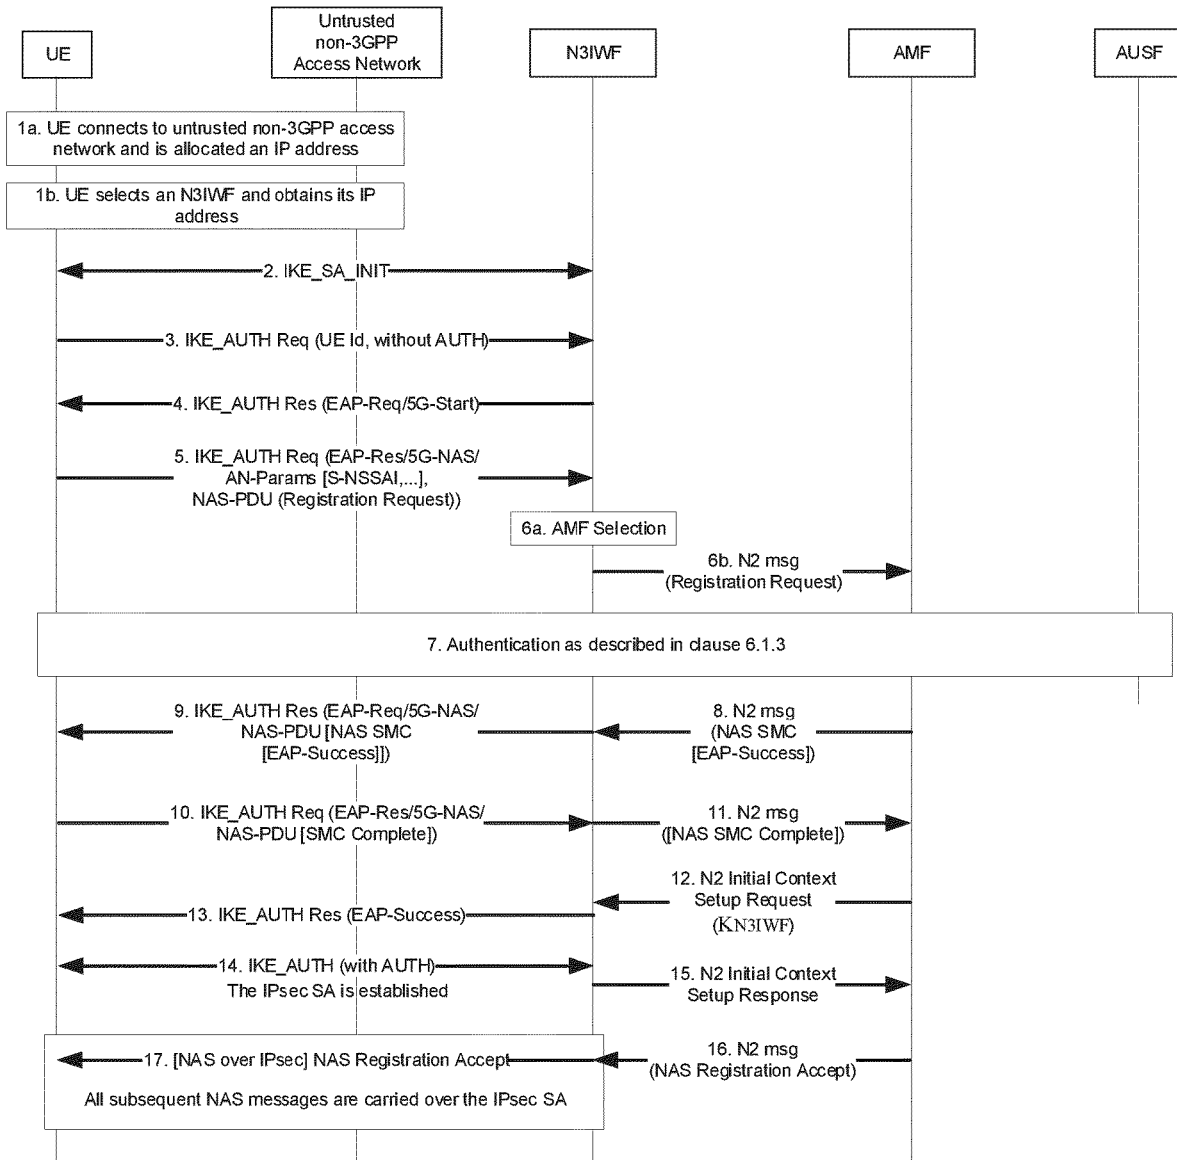 UE
Untrusted
non-3GPP
Access Network
N3IWF
AMF
AUSF
1a. UE connects to untrusted non-3GPP access
network and is allocated an IP address
1b. UE selects an N3IWF and obtains its IP
address
2. IKE_SA_INIT
3. IKE_AUTH Req (UE Id, without AUTH)
4. IKE_AUTH Res (EAP-Req/5G-Start)
5. IKE_AUTH Req (EAP-Res/5G-NAS/
AN-Params [S-NSSAI,...],
NAS-PDU (Registration Request))
6a. AMF Selection
6b. N2 msg
(Registration Request)
7. Authentication as described in clause 6.1.3
9. IKE_AUTH Res (EAP-Req/5G-NAS/
NAS-PDU [NAS SMC
[EAP-Success]])
8. N2 msg
(NAS SMC
[EAP-Success])
10. IKE_AUTH Req (EAP-Res/5G-NAS/
NAS-PDU [SMC Complete])
11. N2 msg
([NAS SMC Complete])
12. N2 Initial Context
Setup Request
(KN3IWF)
13. IKE_AUTH Res (EAP-Success)
14. IKE_AUTH (with AUTH)
The IPsec SA is established
15. N2 Initial Context
Setup Response
17. [NAS over IPsec] NAS Registration Accept
16. N2 msg
(NAS Registration Accept)
All subsequent NAS messages are carried over the IPsec SA